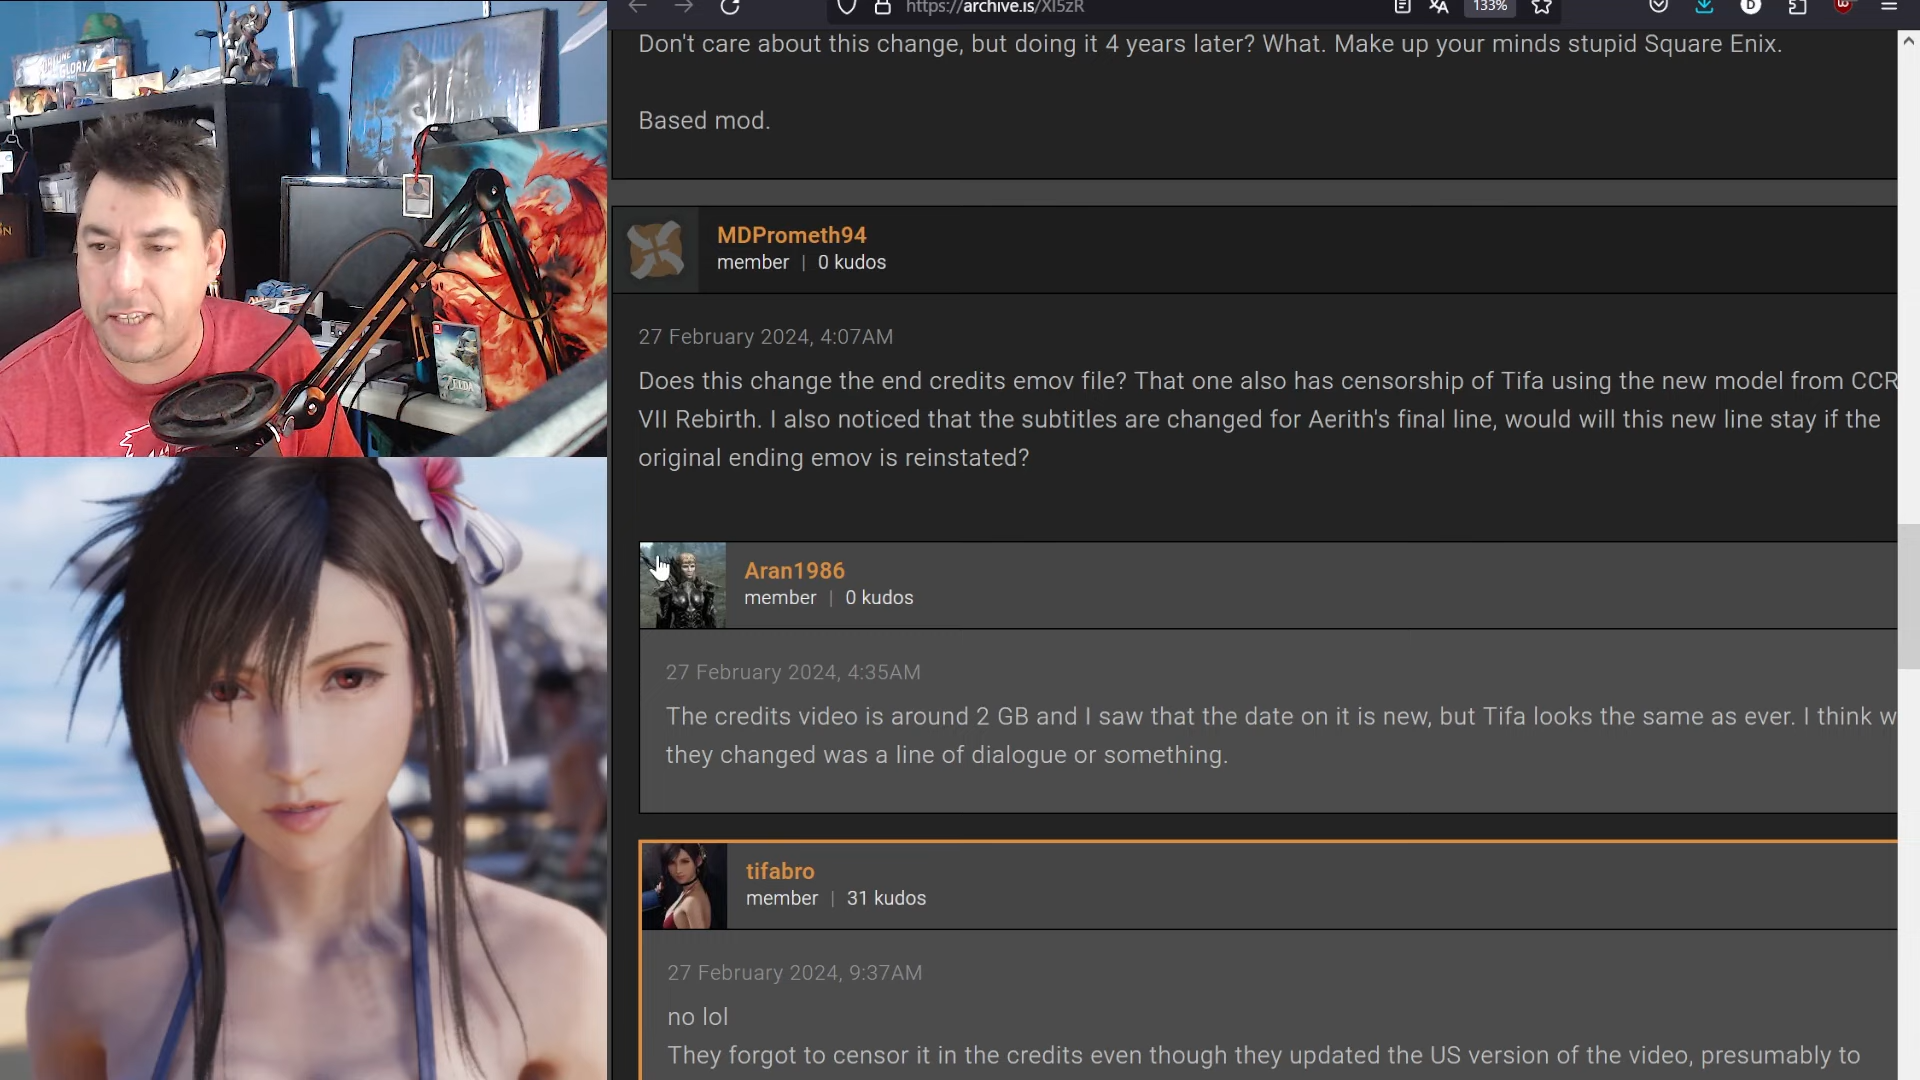 https://archive.is/XI5zR
133%
Don't care about this change, but doing it 4 years later? What. Make up your minds stupid Square Enix.
Based mod.
MDPrometh94
member | 0 kudos
27 February 2024, 4:07AM
Does this change the end credits emov file? That one also has censorship of Tifa using the new model from CCR
VII Rebirth. I also noticed that the subtitles are changed for Aerith's final line, would will this new line stay if the
original ending emov is reinstated?
Aran1986
member | 0 kudos
27 February 2024, 4:35AM
The credits video is around 2 GB and I saw that the date on it is new, but Tifa looks the same as ever. I think w
they changed was a line of dialogue or something.
tifabro
member | 31 kudos
27 February 2024, 9:37AM
no lol
They forgot to censor it in the credits even though they updated the US version of the video, presumably to
GLORY